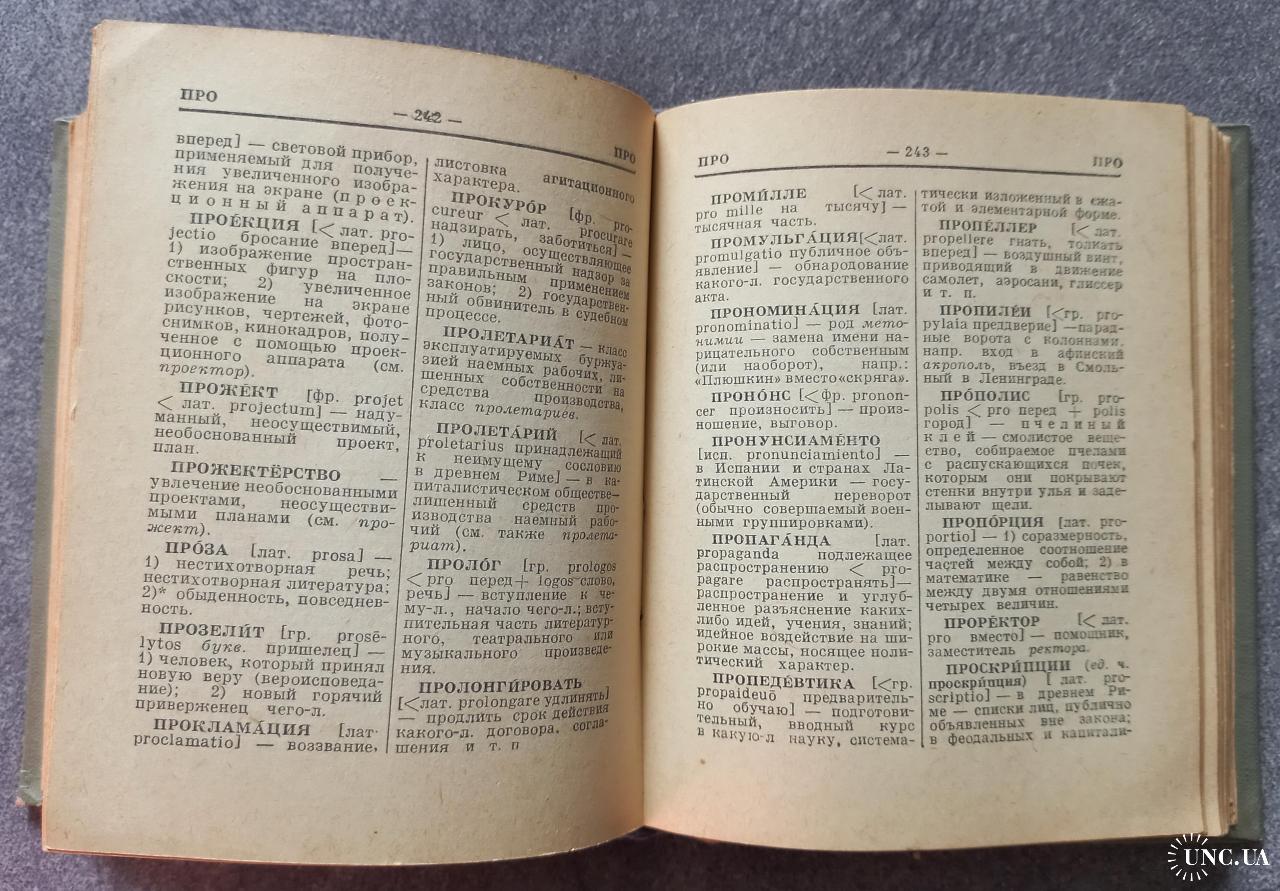 ПРО
— 242 —
ПРО
вперед] — световой прибор,
применяемый для получе-
ния увеличенного изобра-
жения на экране (проек-
ционный аппарат).
ПРОЕ́КЦИЯ [< лат. pro-
jectio бросание вперед]—
1) изображение простран-
ственных фигур на пло-
скости; 2) увеличенное
изображение на экране
рисунков, чертежей, фото-
снимков, кинокадров, полу-
ченное с помощью проек-
ционного аппарата (см.
проектор).
ПРОЖЕ́КТ [фр. projet
< лат. projectum] — наду-
манный, неосуществимый,
необоснованный проект,
план.
ПРОЖЕКТЁРСТВО —
увлечение необоснованными
проектами, неосуществи-
мыми планами (см. про-
жект).
ПРО́ЗА [лат. prosa] —
1) нестихотворная речь;
нестихотворная литература;
2)* обыденность, повседнев-
ность.
ПРОЗЕЛИ́Т [гр. prosē-
lytos букв. пришелец] —
1) человек, который принял
новую веру (вероисповеда-
ние); 2) новый горячий
приверженец чего-л.
ПРОКЛАМА́ЦИЯ [лат.
proclamatio] — воззвание,
листовка агитационного
характера.
ПРОКУРО́Р [фр. pro-
cureur < лат. procurare
надзирать, заботиться] —
1) лицо, осуществляющее
государственный надзор за
правильным применением
законов; 2) государствен-
ный обвинитель в судебном
процессе.
ПРОЛЕТАРИА́Т — класс
эксплуатируемых буржуа-
зией наемных рабочих, ли-
шенных собственности на
средства производства,
класс пролетариев.
ПРОЛЕТА́РИЙ [< лат.
proletarius принадлежащий
к неимущему сословию
в древнем Риме] — в ка-
питалистическом обществе—
лишенный средств про-
изводства наемный рабо-
чий (см. также пролета-
риат).
ПРОЛО́Г [гр. prologos
< pro перед + logos слово,
речь] — вступление к че-
му-л., начало чего-л.; всту-
пительная часть литератур-
ного, театрального или
музыкального произведе-
ния.
ПРОЛОНГИ́РОВАТЬ
[< лат. prolongare удлинять]
— продлить срок действия
какого-л. договора, согла-
шения и т. п
ПРО
— 243 —
ПРО
ПРОМИ́ЛЛЕ [< лат.
pro mille на тысячу] —
тысячная часть.
ПРОМУЛЬГА́ЦИЯ[<лат.
promulgatio публичное объ-
явление] — обнародование
какого-л. государственного
акта.
ПРОНОМИНА́ЦИЯ [лат.
pronominatio] — род мето-
нимии — замена имени на-
рицательного собственным
(или наоборот), напр.:
«Плюшкин» вместо «скряга».
ПРОНО́НС [< фр. pronon-
cer произносить] — произ-
ношение, выговор.
ПРОНУНСИАМЕ́НТО
[исп. pronunciamiento] —
в Испании и странах Ла-
тинской Америки — госу-
дарственный переворот
(обычно совершаемый воен-
ными группировками).
ПРОПАГА́НДА [лат.
propaganda подлежащее
распространению < pro-
pagare распространять]—
распространение и углуб-
ленное разъяснение каких-
либо идей, учения, знаний;
идейное воздействие на ши-
рокие массы, носящее поли-
тический характер.
ПРОПЕДЕ́ВТИКА [<гр.
propaideuō предваритель-
но обучаю] — подготови-
тельный, вводный курс
в какую-л науку, система-
тически изложенный в сжа-
той и элементарной форме.
ПРОПЕ́ЛЛЕР [< лат.
propellere гнать, толкать
вперед] — воздушный винт,
приводящий в движение
самолет, аэросани, глиссер
и т. п.
ПРОПИЛЕ́И [<гр. pro-
pylaia преддверие] —парад-
ные ворота с колоннами,
напр. вход в афинский
акрополь, въезд в Смоль-
ный в Ленинграде.
ПРО́ПОЛИС [гр. pro-
polis < pro перед + polis
город] — пчелиный
клей — смолистое веще-
ство, собираемое пчелами
с распускающихся почек,
которым они покрывают
стенки внутри улья и заде-
лывают щели.
ПРОПО́РЦИЯ [лат. pro-
portio] — 1) соразмерность,
определенное соотношение
частей между собой; 2) в
математике — равенство
между двумя отношениями
четырех величин.
ПРОРЕ́КТОР [< лат.
pro вместо] — помощник,
заместитель ректора.
ПРОСКРИ́ПЦИИ (ед. ч.
проскрипция) [ лат. pro-
scriptio] — в древнем Ри-
ме — списки лиц, публично
объявленных вне закона;
в феодальных и капитали-
UNC.UA